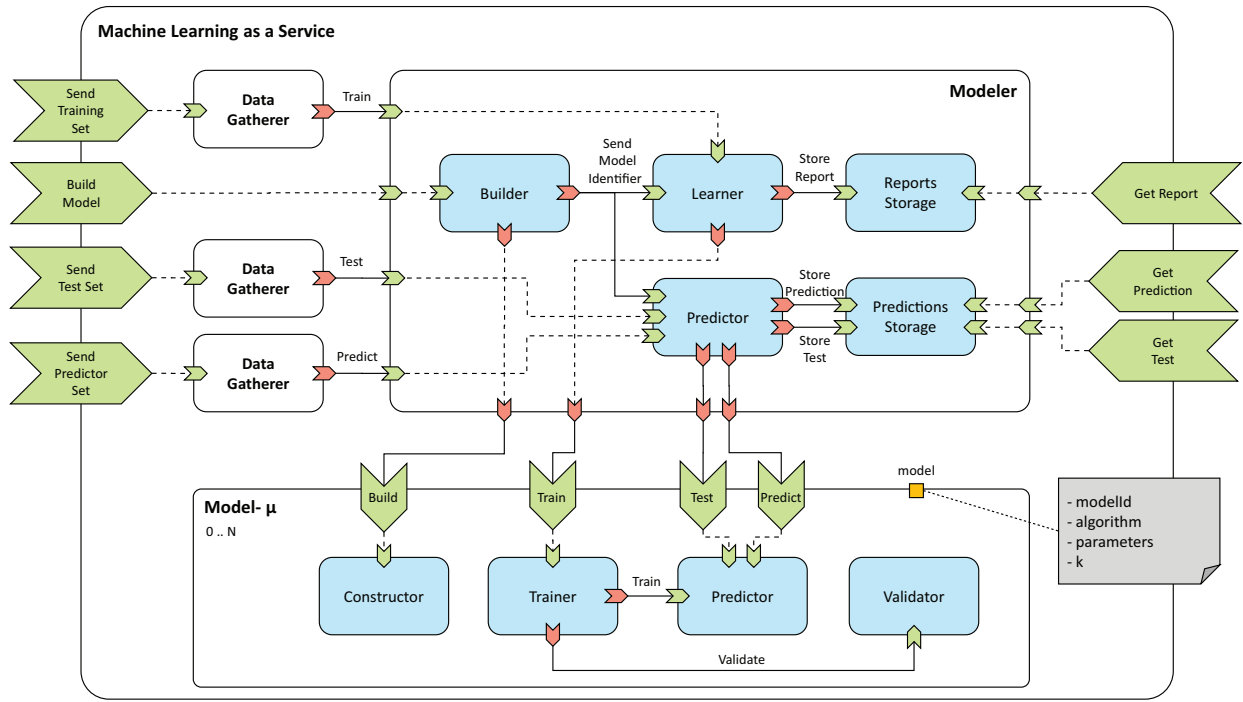 Machine Learning as a Service
Send
Training
Set
Data
Gatherer
Train
Modeler
Build
Model
Builder
Send
Model
Identifier
Learner
Store
Report
Reports
Storage
Get Report
Send
Test Set
Data
Gatherer
Test
Predictor
Store
Prediction
Store
Test
Predictions
Storage
Get
Prediction
Get
Test
Send
Predictor
Set
Data
Gatherer
Predict
Model- μ
0 .. N
Build
Train
Test
Predict
model
- modelId
- algorithm
- parameters
- k
Constructor
Trainer
Train
Predictor
Validator
Validate